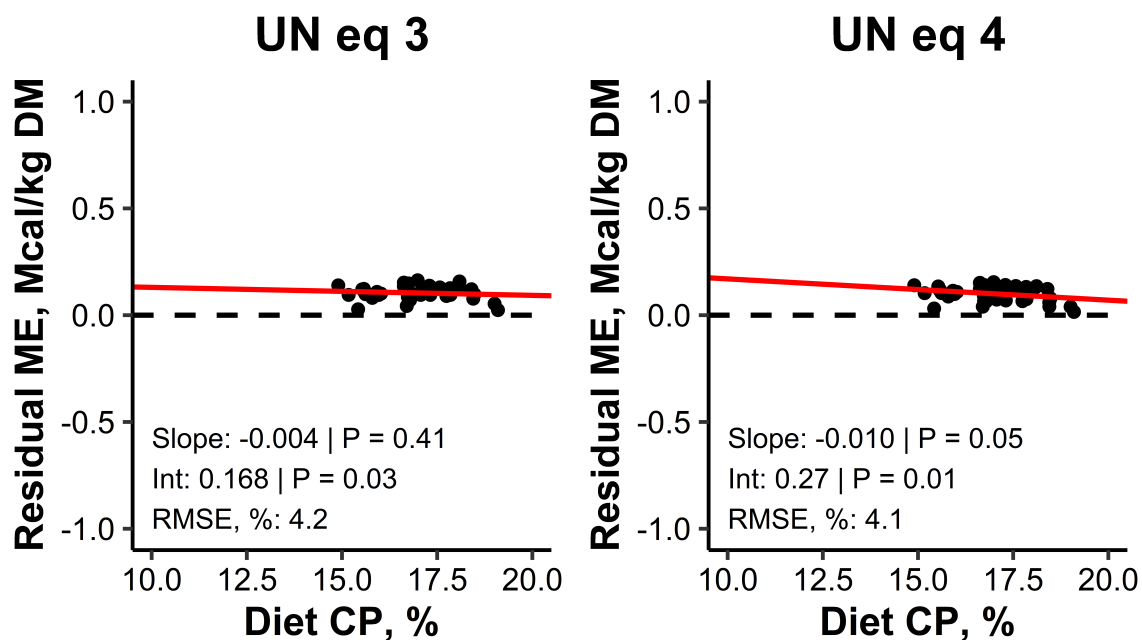 UN eq 3
Residual ME, Mcal/kg DM
1.0
0.5
0.0
-0.5
-1.0
Slope: -0.004 | P = 0.41
Int: 0.168 | P = 0.03
RMSE, %: 4.2
10.0 12.5 15.0 17.5 20.0
Diet CP, %
UN eq 4
Residual ME, Mcal/kg DM
1.0
0.5
0.0
-0.5
-1.0
Slope: -0.010 | P = 0.05
Int: 0.27 | P = 0.01
RMSE, %: 4.1
10.0 12.5 15.0 17.5 20.0
Diet CP, %